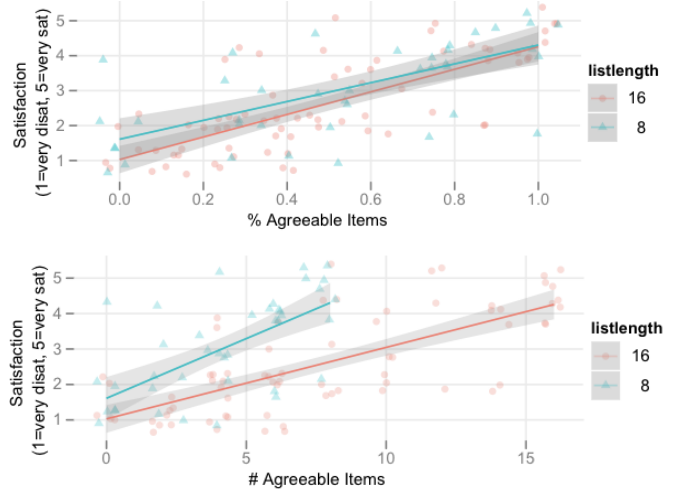 5
4
3
2
1
Satisfaction
(1=very disat, 5=very sat)
0.0 0.2 0.4 0.6 0.8 1.0
% Agreeable Items
listlength
16
8
5
4
3
2
1
Satisfaction
(1=very disat, 5=very sat)
0 5 10 15
# Agreeable Items
listlength
16
8